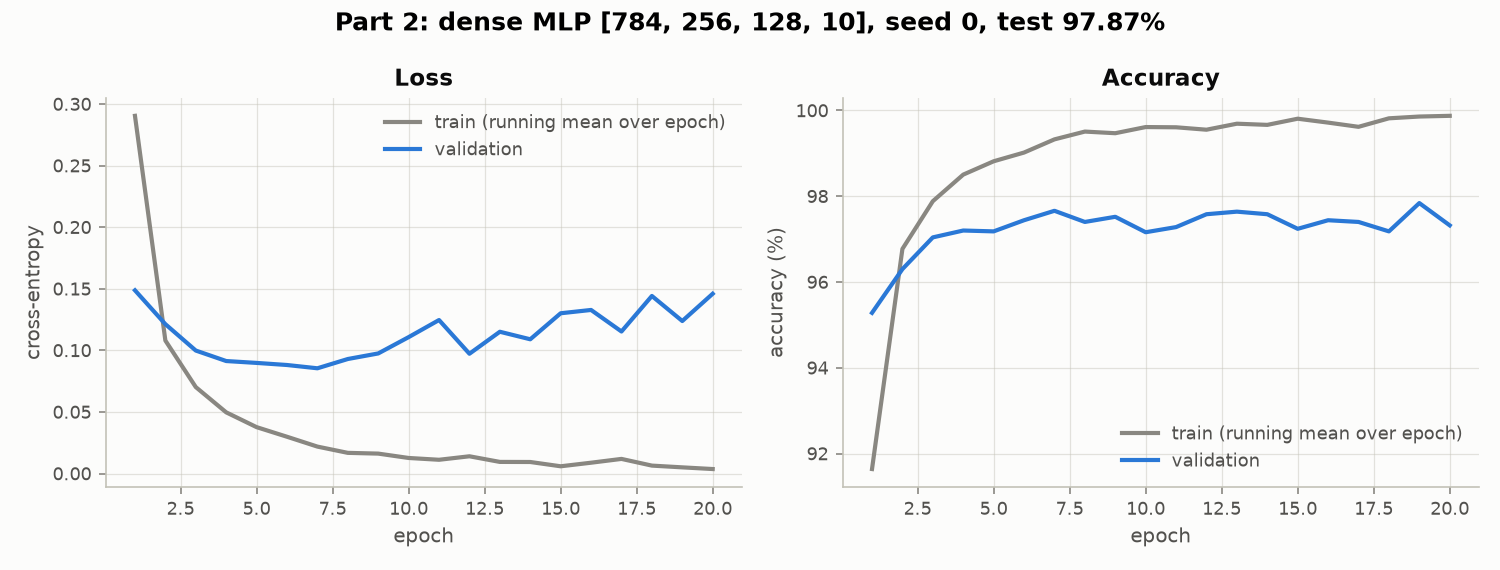 Part 2: dense MLP [784, 256, 128, 10], seed 0, test 97.87%
Loss
train (running mean over epoch)
validation
cross-entropy
0.30
0.25
0.20
0.15
0.10
0.05
0.00
2.5 5.0 7.5 10.0 12.5 15.0 17.5 20.0
epoch
Accuracy
accuracy (%)
100
98
96
94
92
train (running mean over epoch)
validation
2.5 5.0 7.5 10.0 12.5 15.0 17.5 20.0
epoch